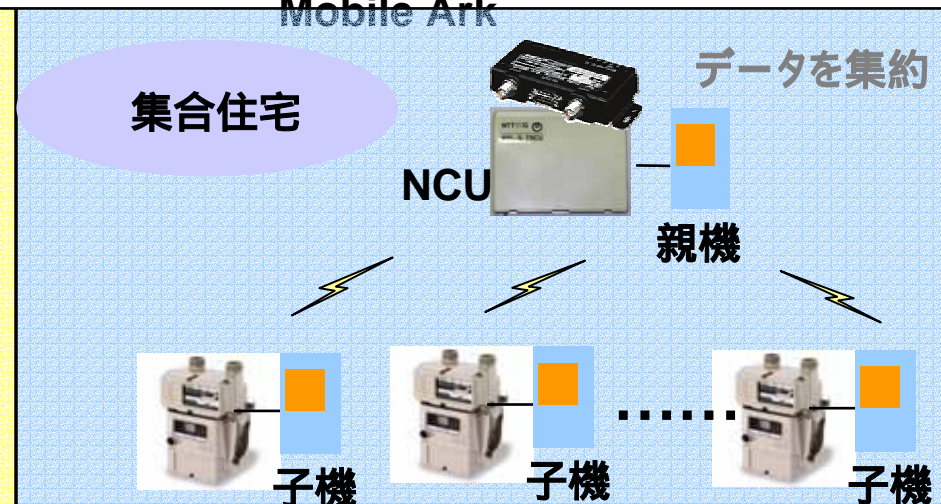 Mobile Ark
データを集約
集合住宅
NCU
親機
子機
子機
......
子機